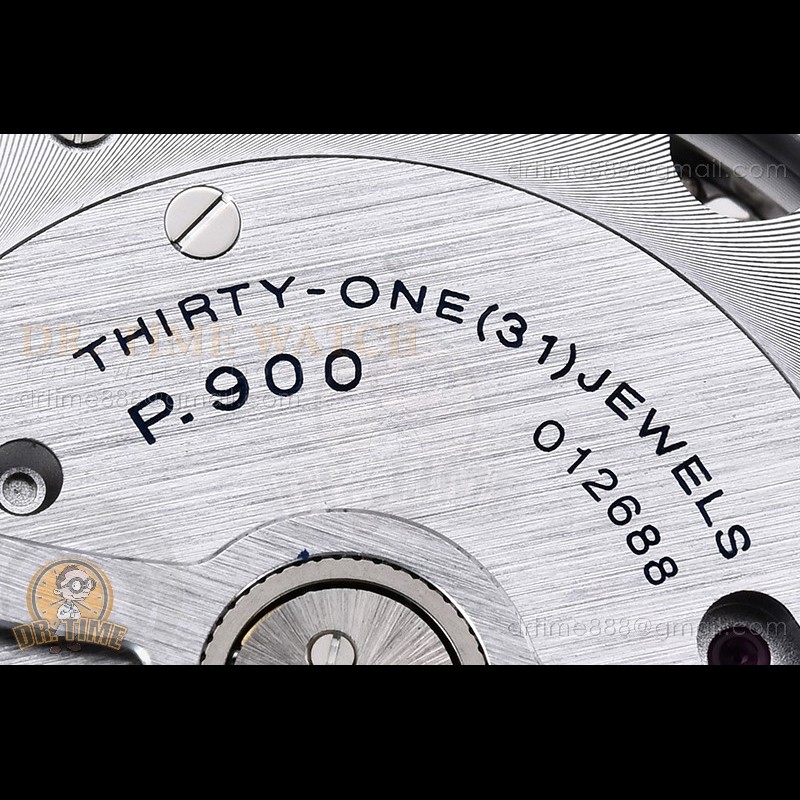 drtime888@gmail.com
THIRTY-ONE (31) JEWELS
DR. TIME WATCH
P.900
drtime888@gmail.com
012688
DR.TIME
drtime888@gmail.com